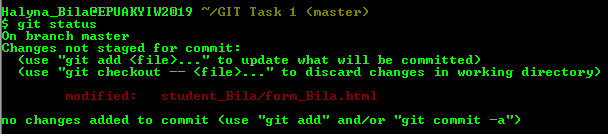 Halyna_Bila@EPUAKYIW2019 ~/GIT Task 1 (master)
$ git status
On branch master
Changes not staged for commit:
(use "git add <file>..." to update what will be committed)
(use "git checkout -- <file>..." to discard changes in working directory)
modified: student_Bila/form_Bila.html
no changes added to commit (use "git add" and/or "git commit -a")